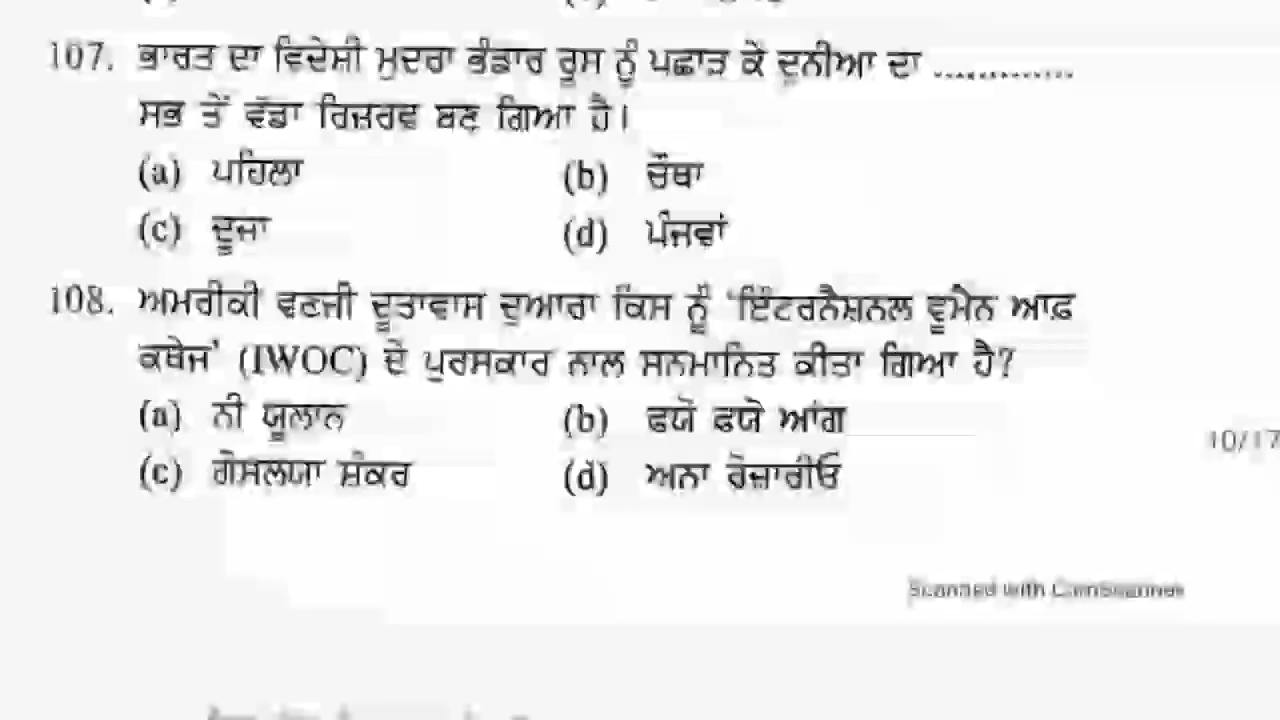 107. ਭਾਰਤ ਦਾ ਵਿਦੇਸ਼ੀ ਮੁਦਰਾ ਭੰਡਾਰ ਰੂਸ ਨੂੰ ਪਛਾੜ ਕੇ ਦੁਨੀਆ ਦਾ ..............
ਸਭ ਤੋਂ ਵੱਡਾ ਰਿਜ਼ਰਵ ਬਣ ਗਿਆ ਹੈ।
(a) ਪਹਿਲਾ (b) ਚੌਥਾ
(c) ਦੂਜਾ (d) ਪੰਜਵਾਂ
108. ਅਮਰੀਕੀ ਵਣਜੀ ਦੂਤਾਵਾਸ ਦੁਆਰਾ ਕਿਸ ਨੂੰ 'ਇੰਟਰਨੈਸ਼ਨਲ ਵੂਮੈਨ ਆਫ਼
ਕਥੇਜ' (IWOC) ਦੇ ਪੁਰਸਕਾਰ ਨਾਲ ਸਨਮਾਨਿਤ ਕੀਤਾ ਗਿਆ ਹੈ?
(a) ਨੀ ਯੂਲਾਨ (b) ਫਯੋ ਫਯੋ ਆਂਗ
(c) ਗੋਸਲਯਾ ਸ਼ੰਕਰ (d) ਅਨਾ ਰੋਜ਼ਾਰੀਓ
10/17
Scanned with CamScanner